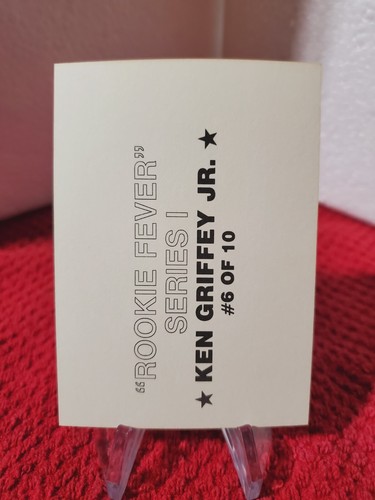 “ROOKIE FEVER”
SERIES I
★ KEN GRIFFEY JR. ★
#6 OF 10